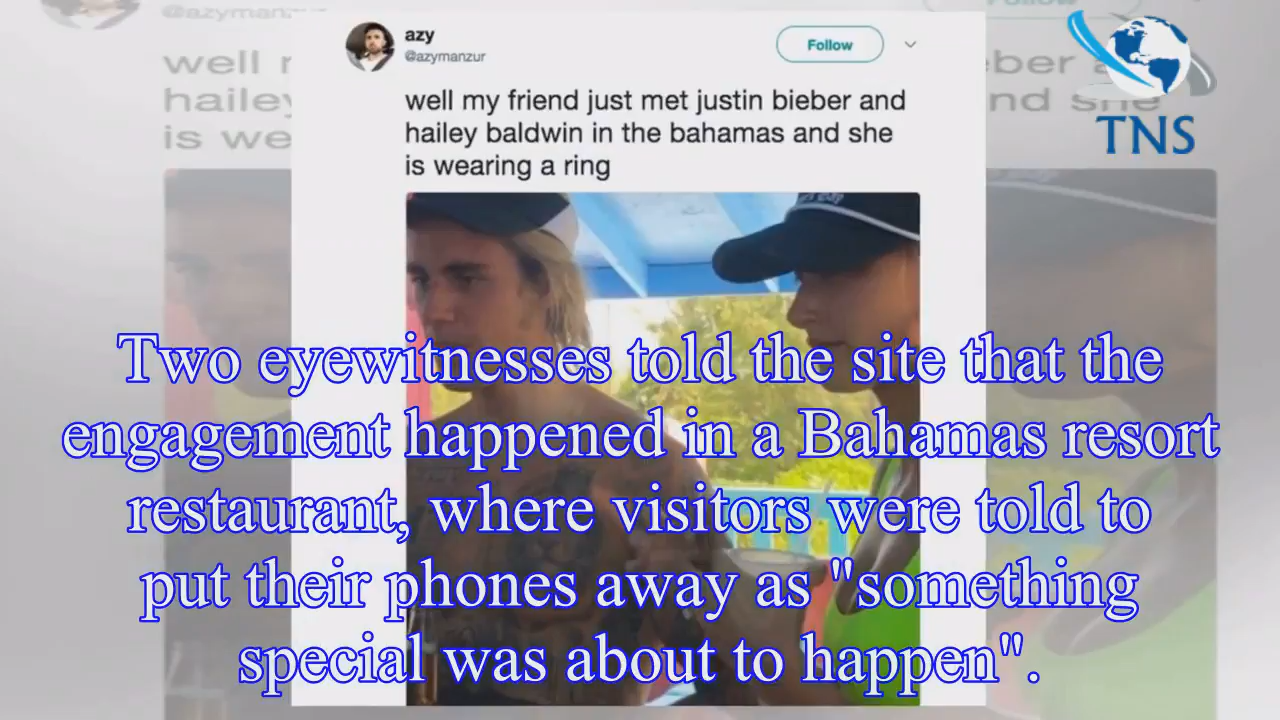 azy
@azymanzur
Follow
well my friend just met justin bieber and
hailey baldwin in the bahamas and she
is wearing a ring
TNS
Two eyewitnesses told the site that the
engagement happened in a Bahamas resort
restaurant, where visitors were told to
put their phones away as "something
special was about to happen".